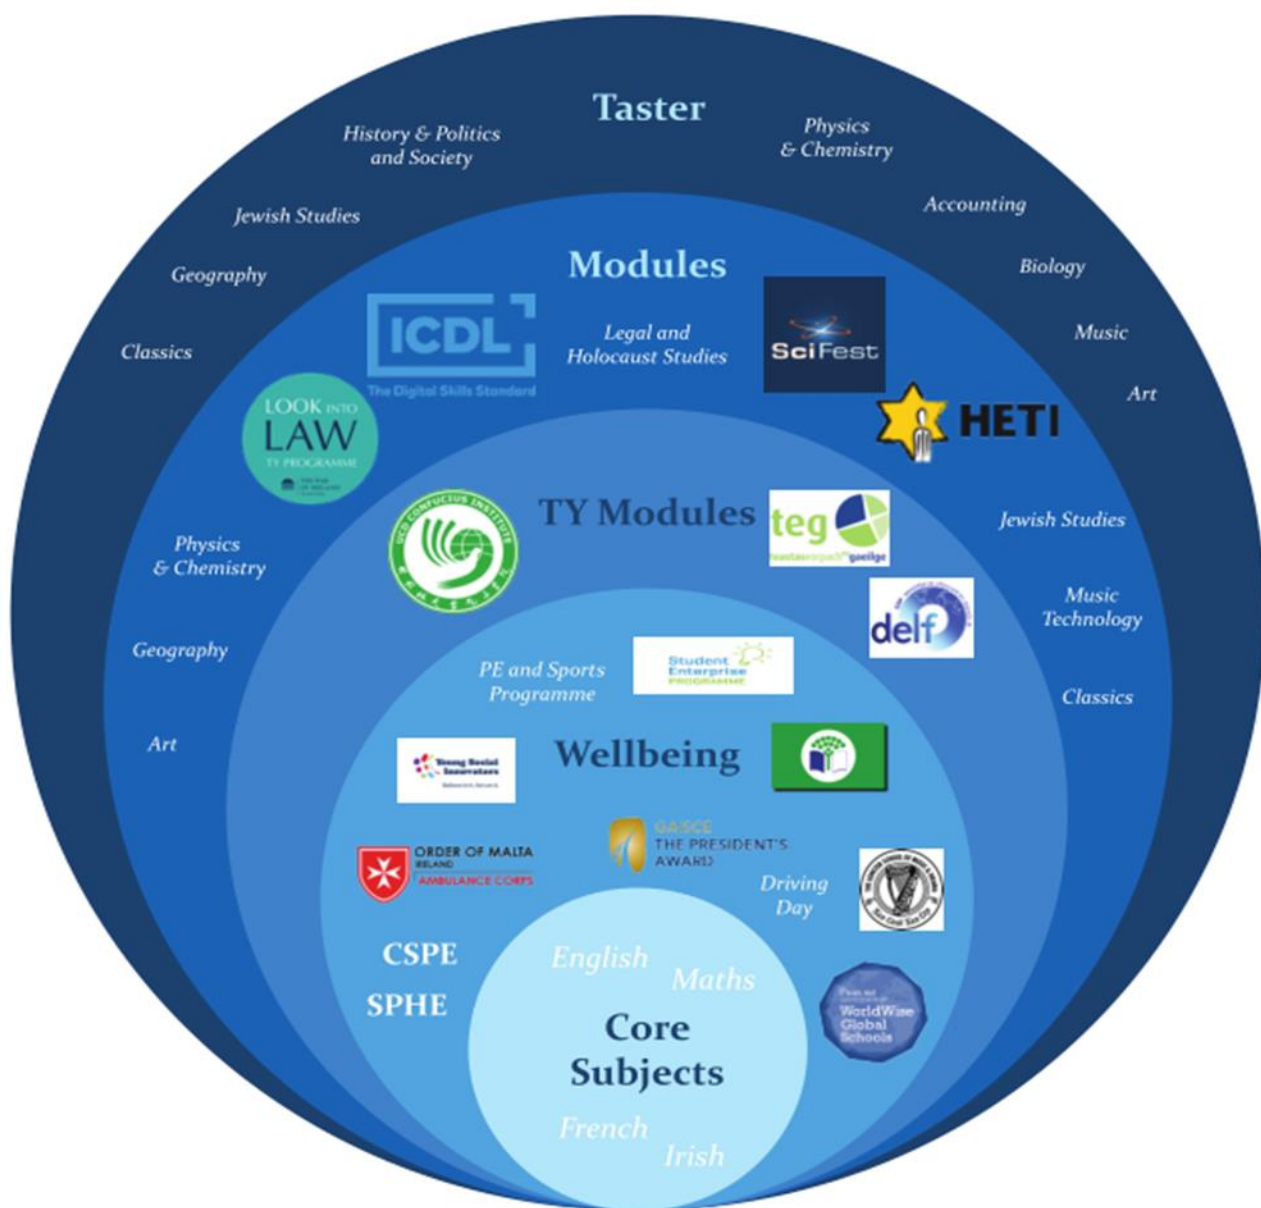 Taster
History & Politics
and Society
Physics
& Chemistry
Jewish Studies
Accounting
Geography
Biology
Classics
Music
Art
Modules
ICDL
The Digital Skills Standard
Legal and
Holocaust Studies
SciFest
LOOK INTO
LAW
TY PROGRAMME
HETI
Physics
& Chemistry
Jewish Studies
Geography
Music
Technology
Art
Classics
TY Modules
UCD CONFUCIUS INSTITUTE
teg
gaeilge
delf
PE and Sports
Programme
Student
Enterprise
PROGRAMME
Wellbeing
Young Social
Innovators
GAISCE
THE PRESIDENT'S
AWARD
ORDER OF MALTA
IRELAND
AMBULANCE CORPS
Driving
Day
CSPE
SPHE
WorldWise
Global
Schools
English
Maths
Core
Subjects
French
Irish